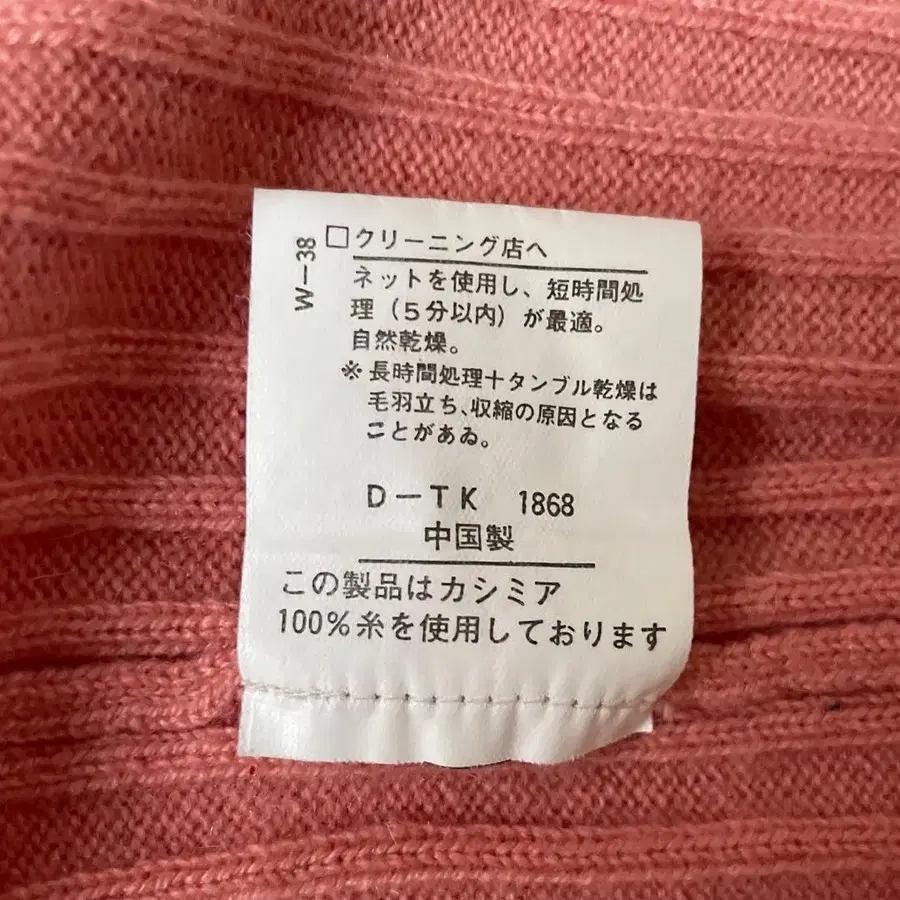 W-38
□クリーニング店へ
ネットを使用し、短時間処
理（5分以内）が最適。
自然乾燥。
※長時間処理+タンブル乾燥は
毛羽立ち、収縮の原因となる
ことがあゐ。
D-TK 1868
中国製
この製品はカシミア
100%糸を使用しております